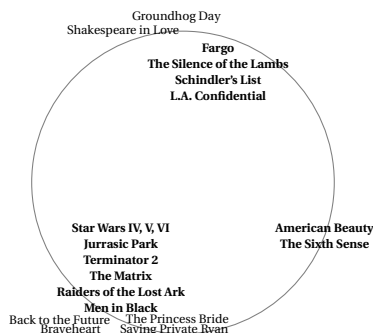 Groundhog Day
Shakespeare in Love
Fargo
The Silence of the Lambs
Schindler's List
L.A. Confidential
Star Wars IV, V, VI
Jurrasic Park
Terminator 2
The Matrix
Raiders of the Lost Ark
Men in Black
American Beauty
The Sixth Sense
Back to the Future
The Princess Bride
Braveheart
Saving Private Ryan